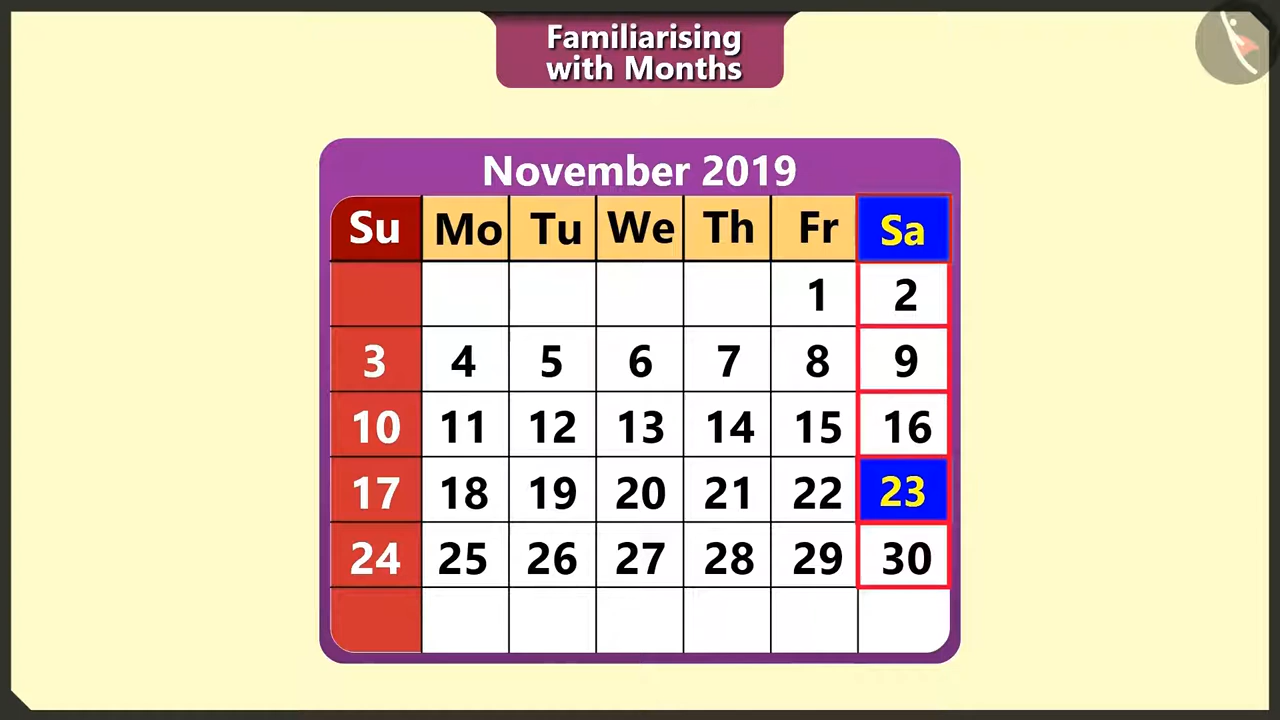 Familiarising
with Months
November 2019
Su Mo Tu We Th Fr Sa
1 2
3 4 5 6 7 8 9
10 11 12 13 14 15 16
17 18 19 20 21 22 23
24 25 26 27 28 29 30